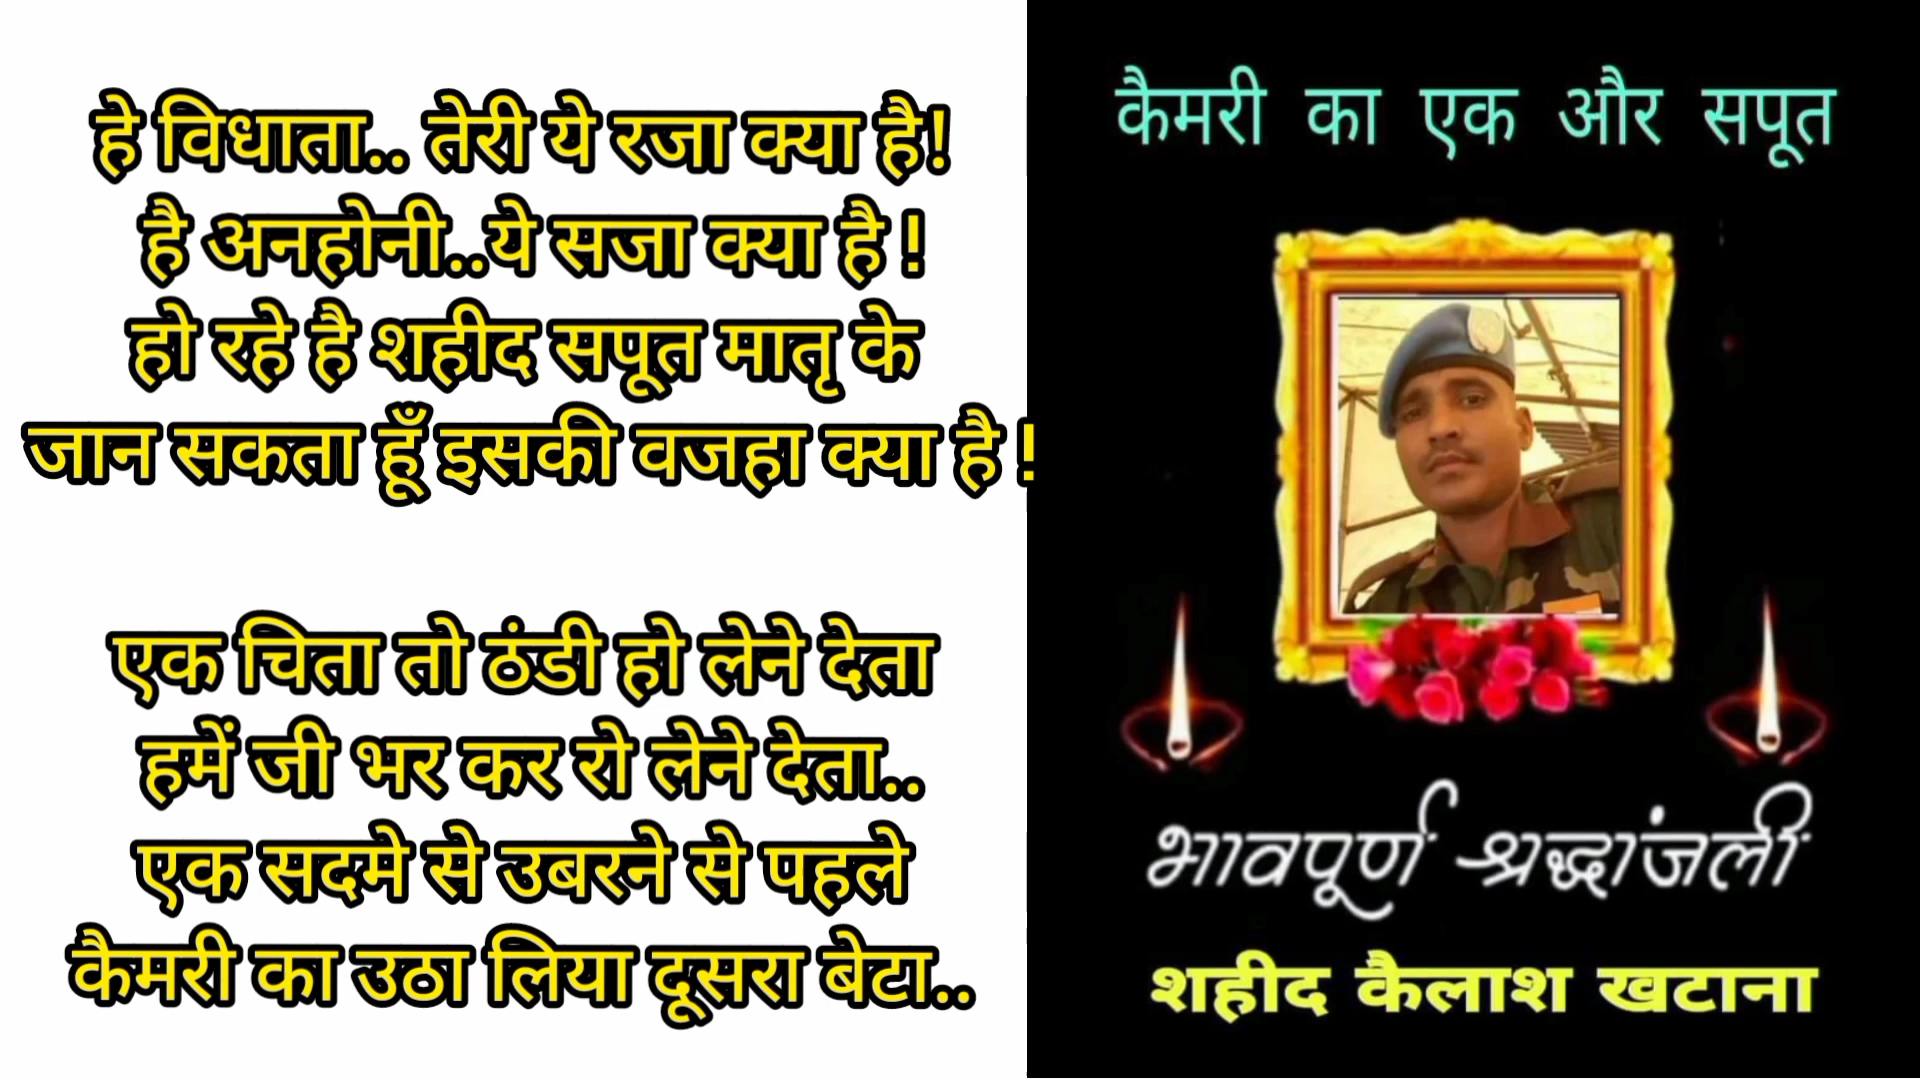 हे विधाता.. तेरी ये रजा क्या है!
है अनहोनी..ये सजा क्या है !
हो रहे है शहीद सपूत मातृ के
जान सकता हूँ इसकी वजहा क्या है !
एक चिता तो ठंडी हो लेने देता
हमें जी भर कर रो लेने देता..
एक सदमे से उबरने से पहले
कैमरी का उठा लिया दूसरा बेटा..
कैमरी का एक और सपूत
भावपूर्ण श्रद्धांजली
शहीद कैलाश खटाना